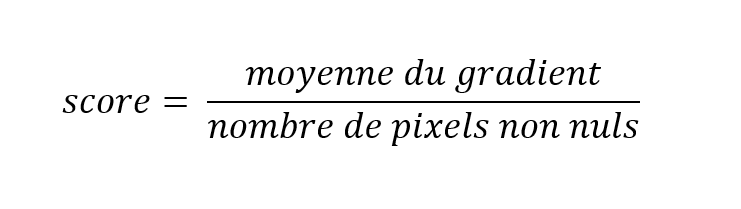 score = moyenne du gradient
nombre de pixels non nuls